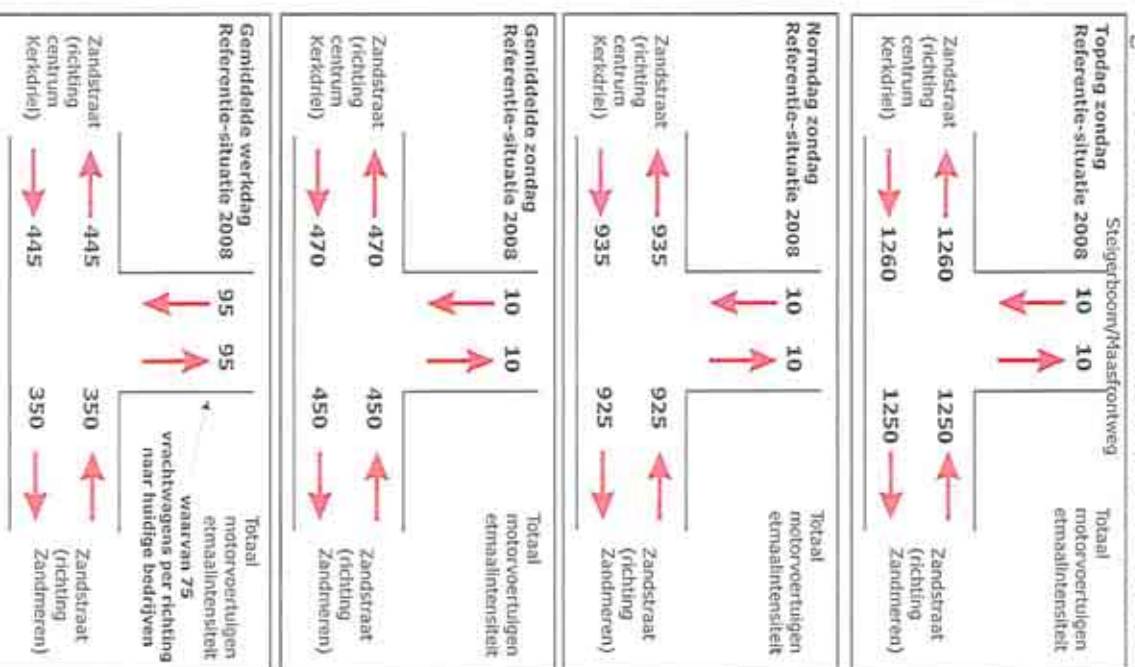 Topdag zondag
Referentie-situatie 2008
Steigerboom/Maasfrontweg
Totaal
motorvoertuigen
etmaalintensiteit
10 10
Zandstraat
(richting
centrum
Kerkdriel)
1260
1260
1250
1250
Zandstraat
(richting
Zandmeren)
Normdag zondag
Referentie-situatie 2008
Totaal
motorvoertuigen
etmaalintensiteit
10 10
Zandstraat
(richting
centrum
Kerkdriel)
935
935
925
925
Zandstraat
(richting
Zandmeren)
Gemiddelde zondag
Referentie-situatie 2008
Totaal
motorvoertuigen
etmaalintensiteit
10 10
Zandstraat
(richting
centrum
Kerkdriel)
470
470
450
450
Zandstraat
(richting
Zandmeren)
Gemiddelde werkdag
Referentie-situatie 2008
Totaal
motorvoertuigen
etmaalintensiteit
95 95
waarvan 75
vrachtwagens per richting
naar huidige bedrijven
Zandstraat
(richting
centrum
Kerkdriel)
445
445
350
350
Zandstraat
(richting
Zandmeren)